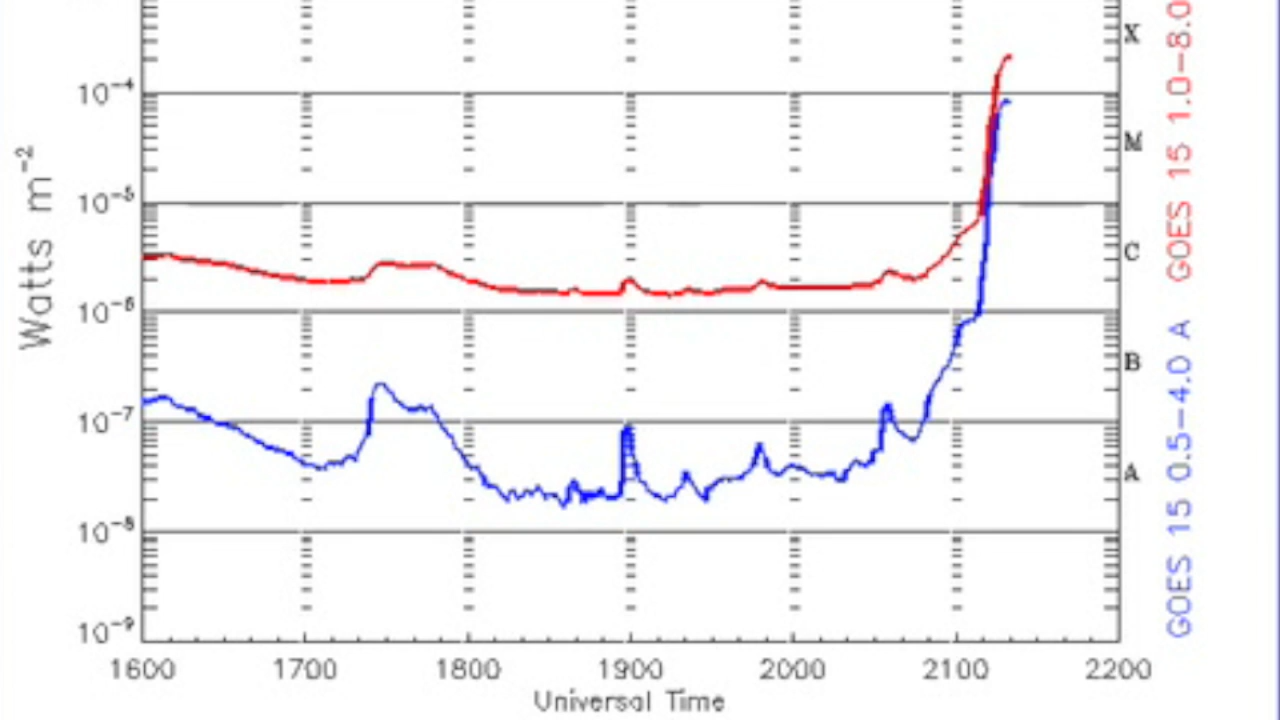 X
10⁻⁴
M
10⁻⁵
C
10⁻⁶
B
10⁻⁷
A
10⁻⁸
10⁻⁹
1600 1700 1800 1900 2000 2100 2200
Universal Time
Watts m⁻²
GOES 15 1.0–8.0
GOES 15 0.5–4.0 A